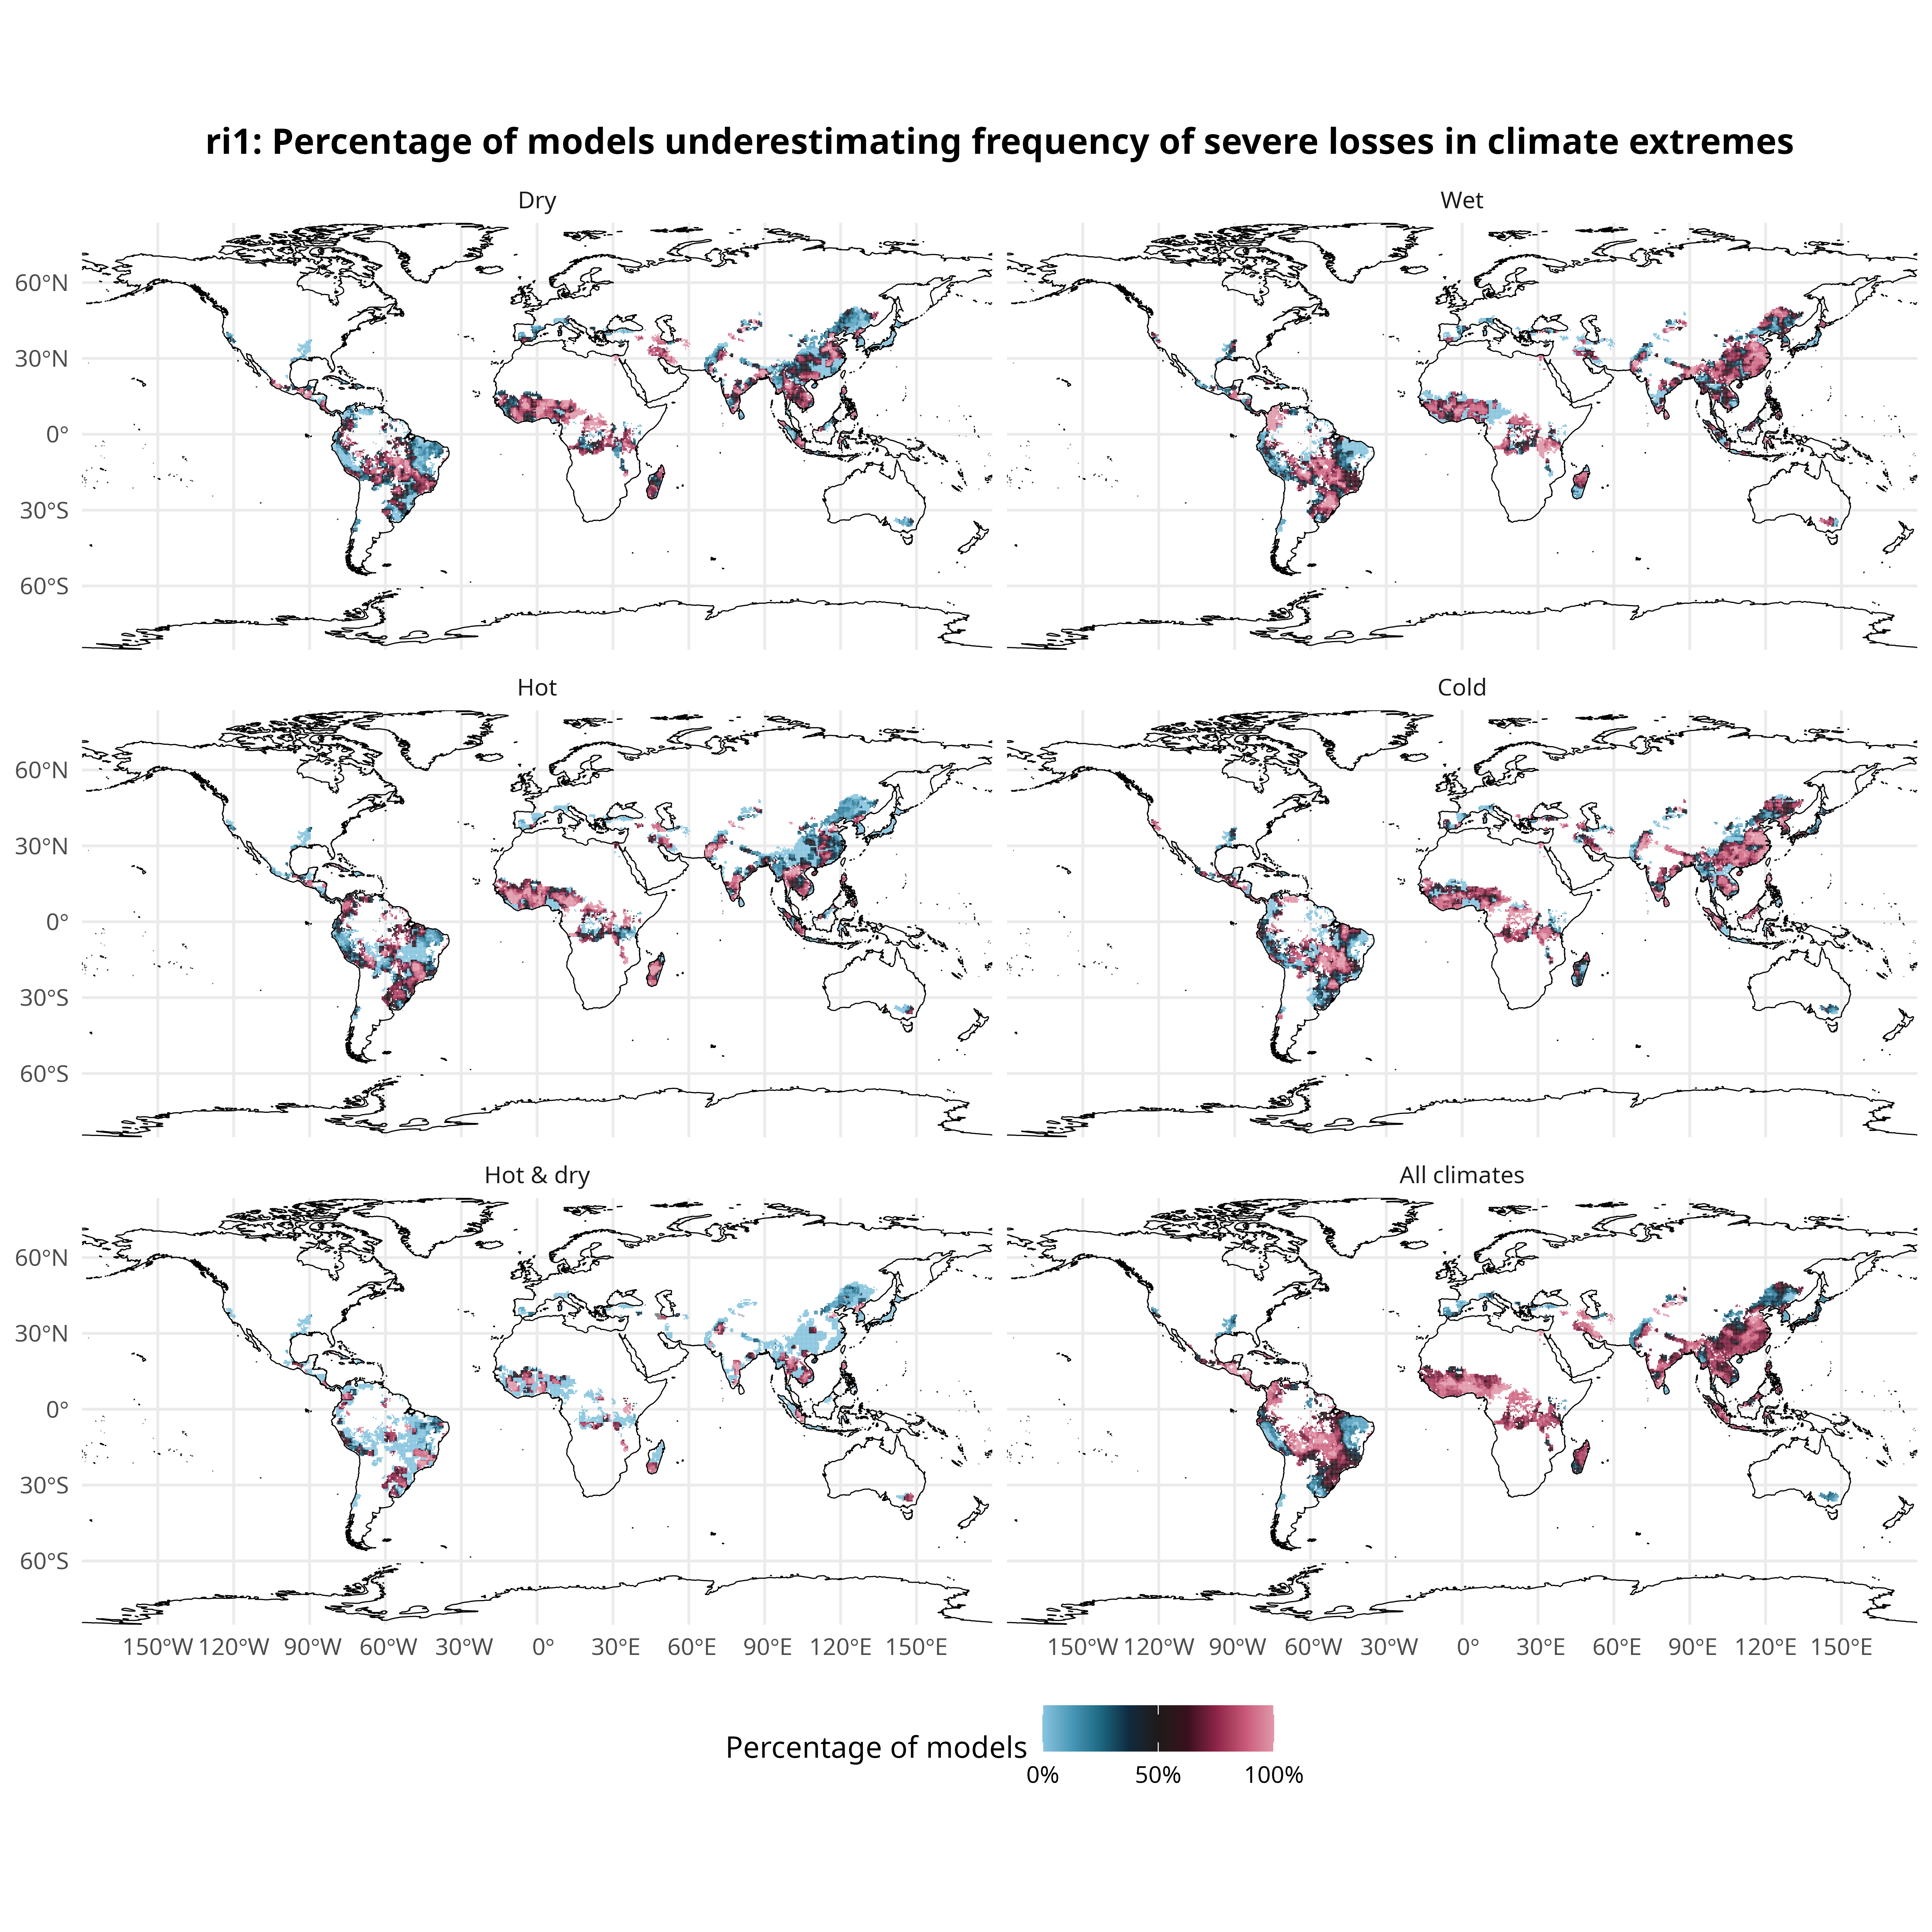 ri1: Percentage of models underestimating frequency of severe losses in climate extremes
Dry
Wet
60°N
30°N
0°
30°S
60°S
Hot
Cold
60°N
30°N
0°
30°S
60°S
Hot & dry
All climates
60°N
30°N
0°
30°S
60°S
150°W 120°W 90°W 60°W 30°W 0° 30°E 60°E 90°E 120°E 150°E
150°W 120°W 90°W 60°W 30°W 0° 30°E 60°E 90°E 120°E 150°E
Percentage of models
0% 50% 100%